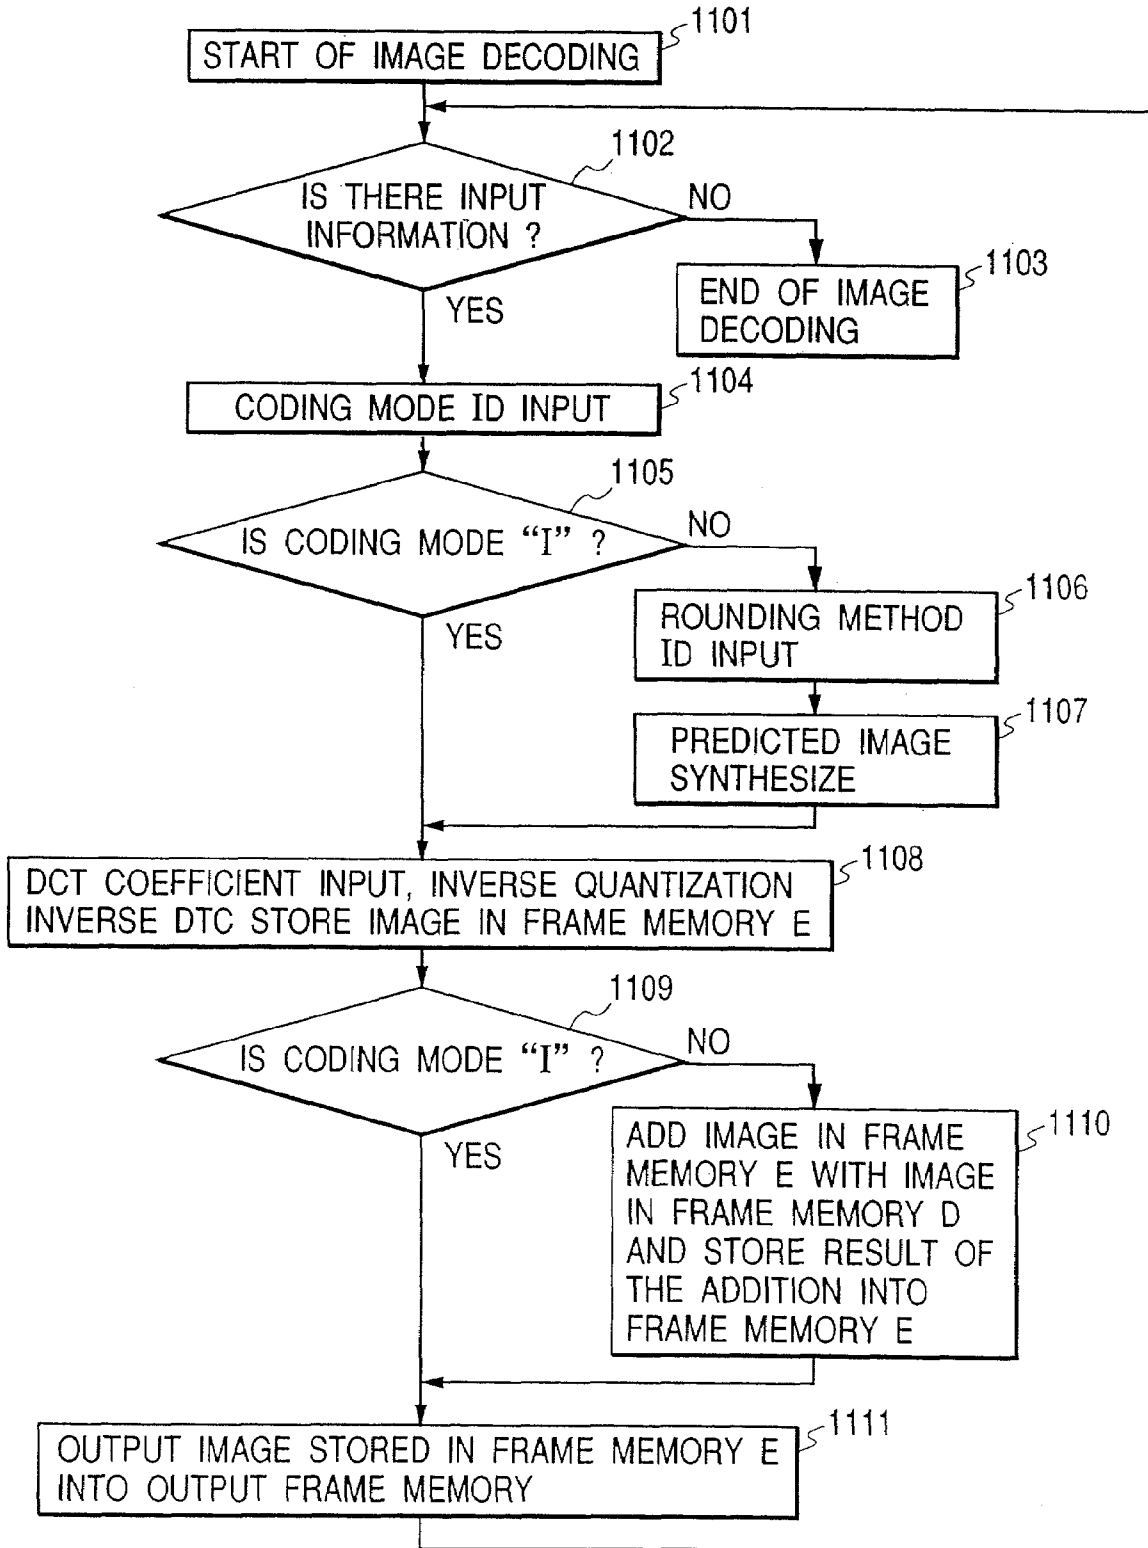 1101
START OF IMAGE DECODING
1102
IS THERE INPUT
INFORMATION ?
NO
YES
1103
END OF IMAGE
DECODING
1104
CODING MODE ID INPUT
1105
IS CODING MODE “I” ?
NO
YES
1106
ROUNDING METHOD
ID INPUT
1107
PREDICTED IMAGE
SYNTHESIZE
1108
DCT COEFFICIENT INPUT, INVERSE QUANTIZATION
INVERSE DTC STORE IMAGE IN FRAME MEMORY E
1109
IS CODING MODE “I” ?
NO
YES
1110
ADD IMAGE IN FRAME
MEMORY E WITH IMAGE
IN FRAME MEMORY D
AND STORE RESULT OF
THE ADDITION INTO
FRAME MEMORY E
1111
OUTPUT IMAGE STORED IN FRAME MEMORY E
INTO OUTPUT FRAME MEMORY